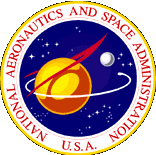 NATIONAL AERONAUTICS AND SPACE ADMINISTRATION
U.S.A.